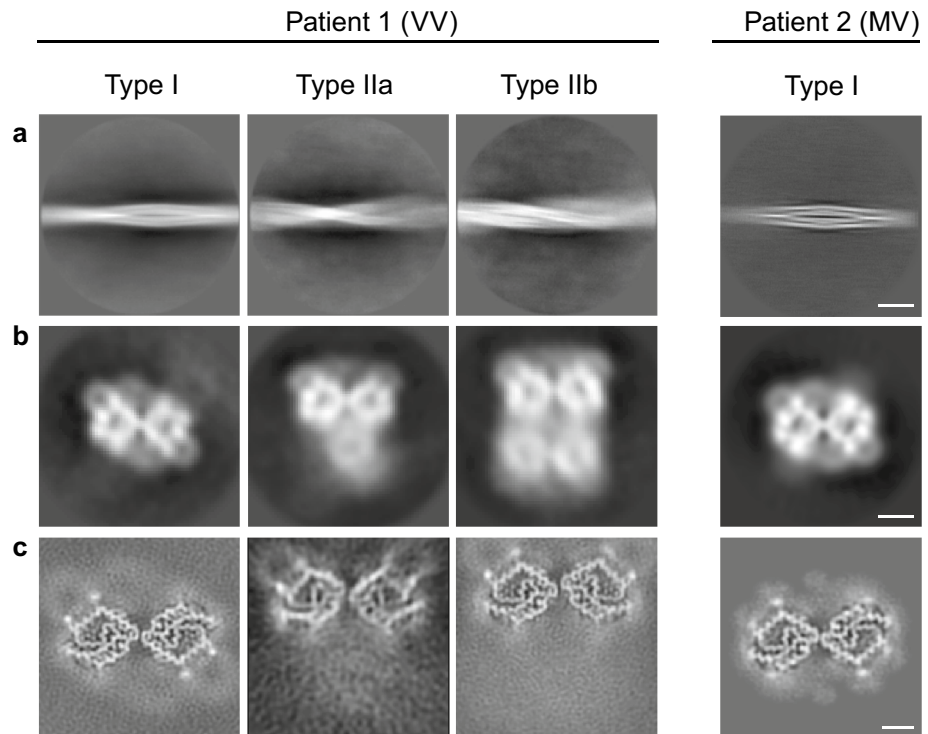 Patient 1 (VV)
Patient 2 (MV)
Type I
Type IIa
Type IIb
Type I
a
b
c